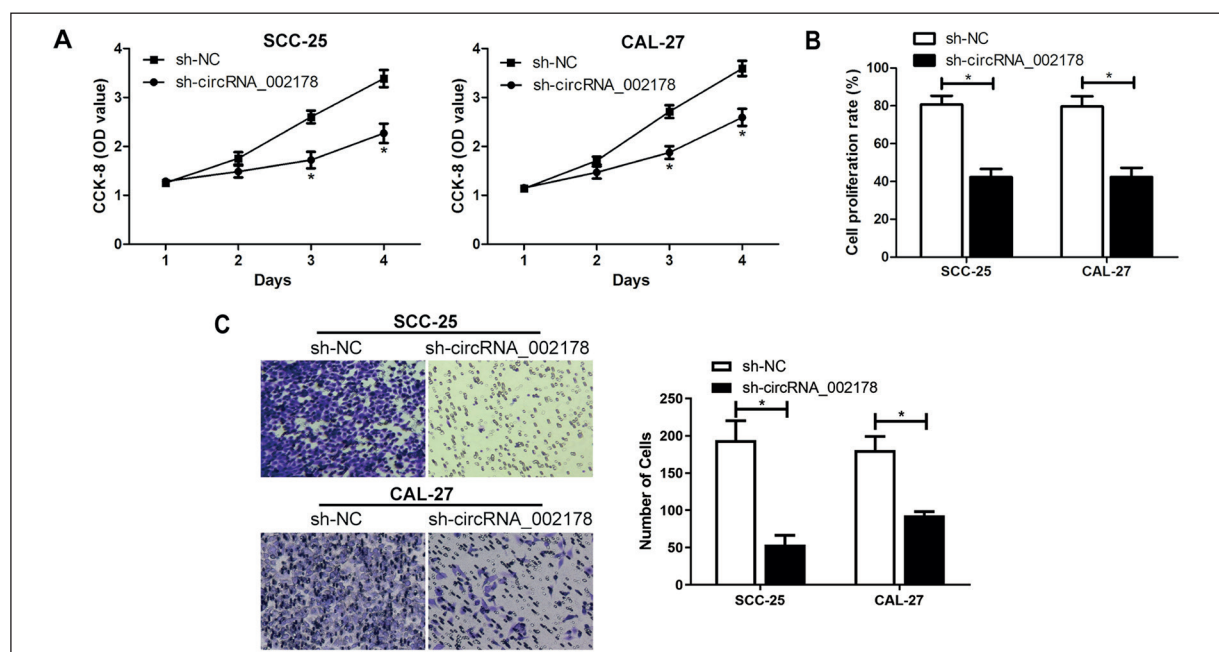 A
SCC-25
sh-NC
sh-circRNA_002178
CCK-8 (OD value)
4
3
2
1
0
1 2 3 4
Days
CAL-27
sh-NC
sh-circRNA_002178
CCK-8 (OD value)
4
3
2
1
0
1 2 3 4
Days
* *
* *
B
sh-NC
sh-circRNA_002178
Cell proliferation rate (%)
100
80
60
40
20
0
* *
SCC-25 CAL-27
C
SCC-25
sh-NC sh-circRNA_002178
CAL-27
sh-NC sh-circRNA_002178
sh-NC
sh-circRNA_002178
Number of Cells
250
200
150
100
50
0
* *
SCC-25 CAL-27